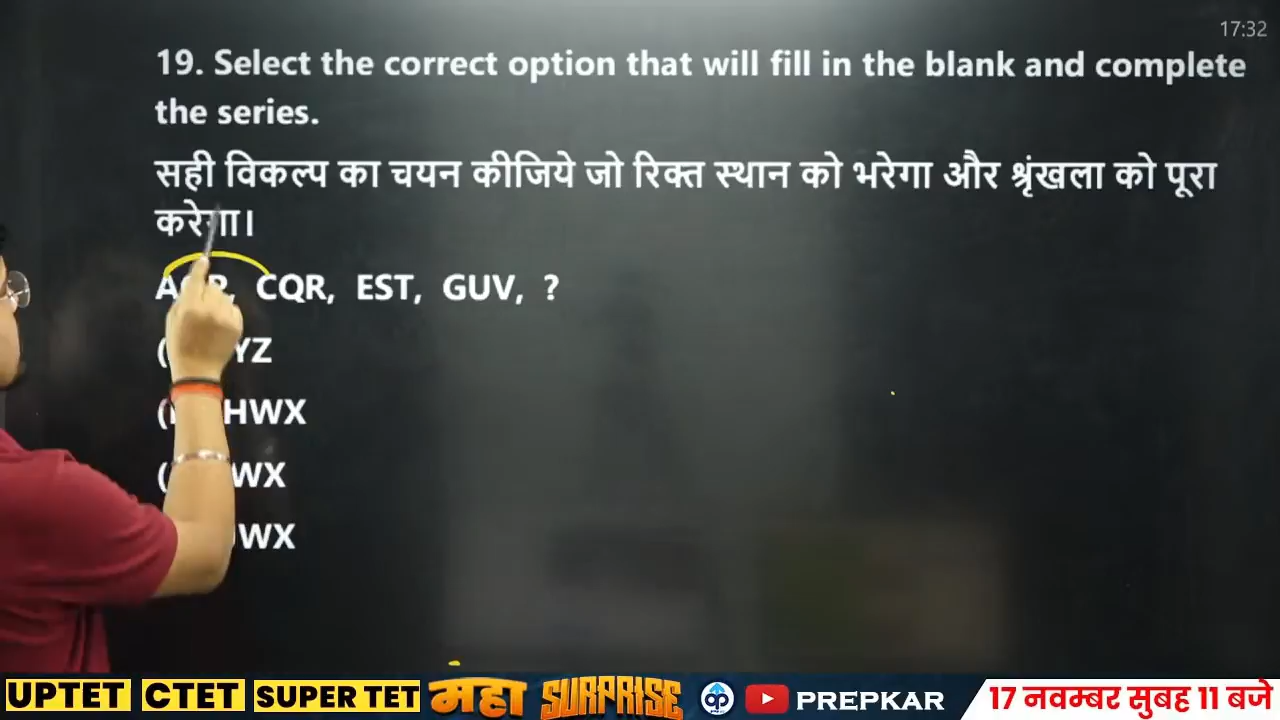 17:32
19. Select the correct option that will fill in the blank and complete
the series.
सही विकल्प का चयन कीजिये जो रिक्त स्थान को भरेगा और श्रृंखला को पूरा
करेगा।
CQR, EST, GUV, ?
YZ
HWX
WX
WX
UPTET CTET SUPER TET महा SURPRISE PREPKAR 17 नवम्बर सुबह 11 बजे